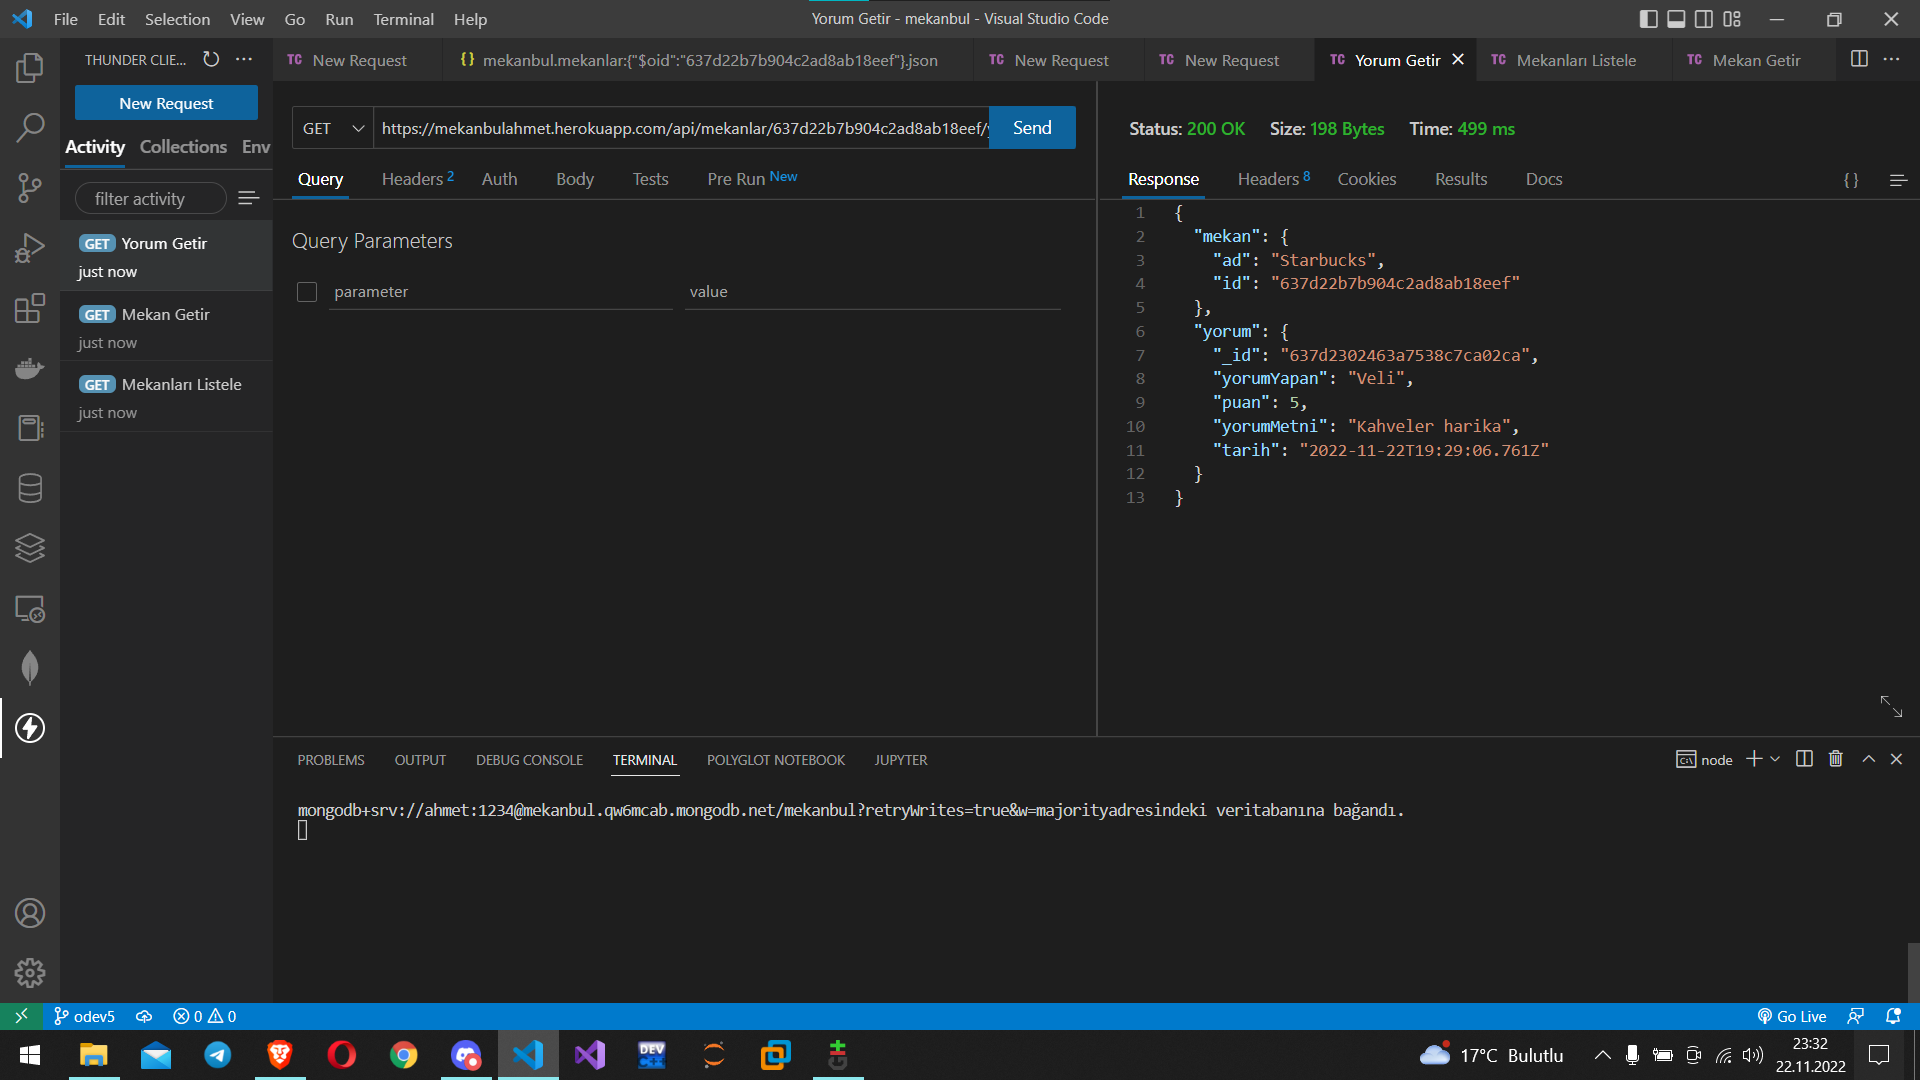 File Edit Selection View Go Run Terminal Help
Yorum Getir - mekanbul - Visual Studio Code
THUNDER CLIE...
TC New Request
{} mekanbul.mekanlar:{"$oid":"637d22b7b904c2ad8ab18eef"}.json
TC New Request
TC New Request
TC Yorum Getir
TC Mekanları Listele
TC Mekan Getir
New Request
Activity Collections Env
filter activity
GET Yorum Getir
just now
GET Mekan Getir
just now
GET Mekanları Listele
just now
GET
https://mekanbulahmet.herokuapp.com/api/mekanlar/637d22b7b904c2ad8ab18eef/y
Send
Query Headers 2 Auth Body Tests Pre Run New
Query Parameters
parameter value
Status: 200 OK Size: 198 Bytes Time: 499 ms
Response Headers 8 Cookies Results Docs { }
1 {
2 "mekan": {
3 "ad": "Starbucks",
4 "id": "637d22b7b904c2ad8ab18eef"
5 },
6 "yorum": {
7 "_id": "637d2302463a7538c7ca02ca",
8 "yorumYapan": "Veli",
9 "puan": 5,
10 "yorumMetni": "Kahveler harika",
11 "tarih": "2022-11-22T19:29:06.761Z"
12 }
13 }
PROBLEMS OUTPUT DEBUG CONSOLE TERMINAL POLYGLOT NOTEBOOK JUPYTER
node
mongodb+srv://ahmet:1234@mekanbul.qw6mcab.mongodb.net/mekanbul?retryWrites=true&w=majorityadresindeki veritabanına bağandı.
odev5 0 0
Go Live
DEV C++
17°C Bulutlu
23:32
22.11.2022